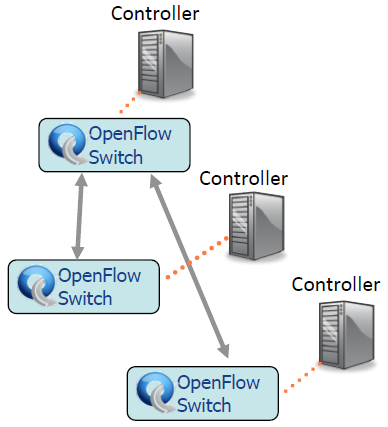 Controller
OpenFlow
Switch
Controller
OpenFlow
Switch
Controller
OpenFlow
Switch